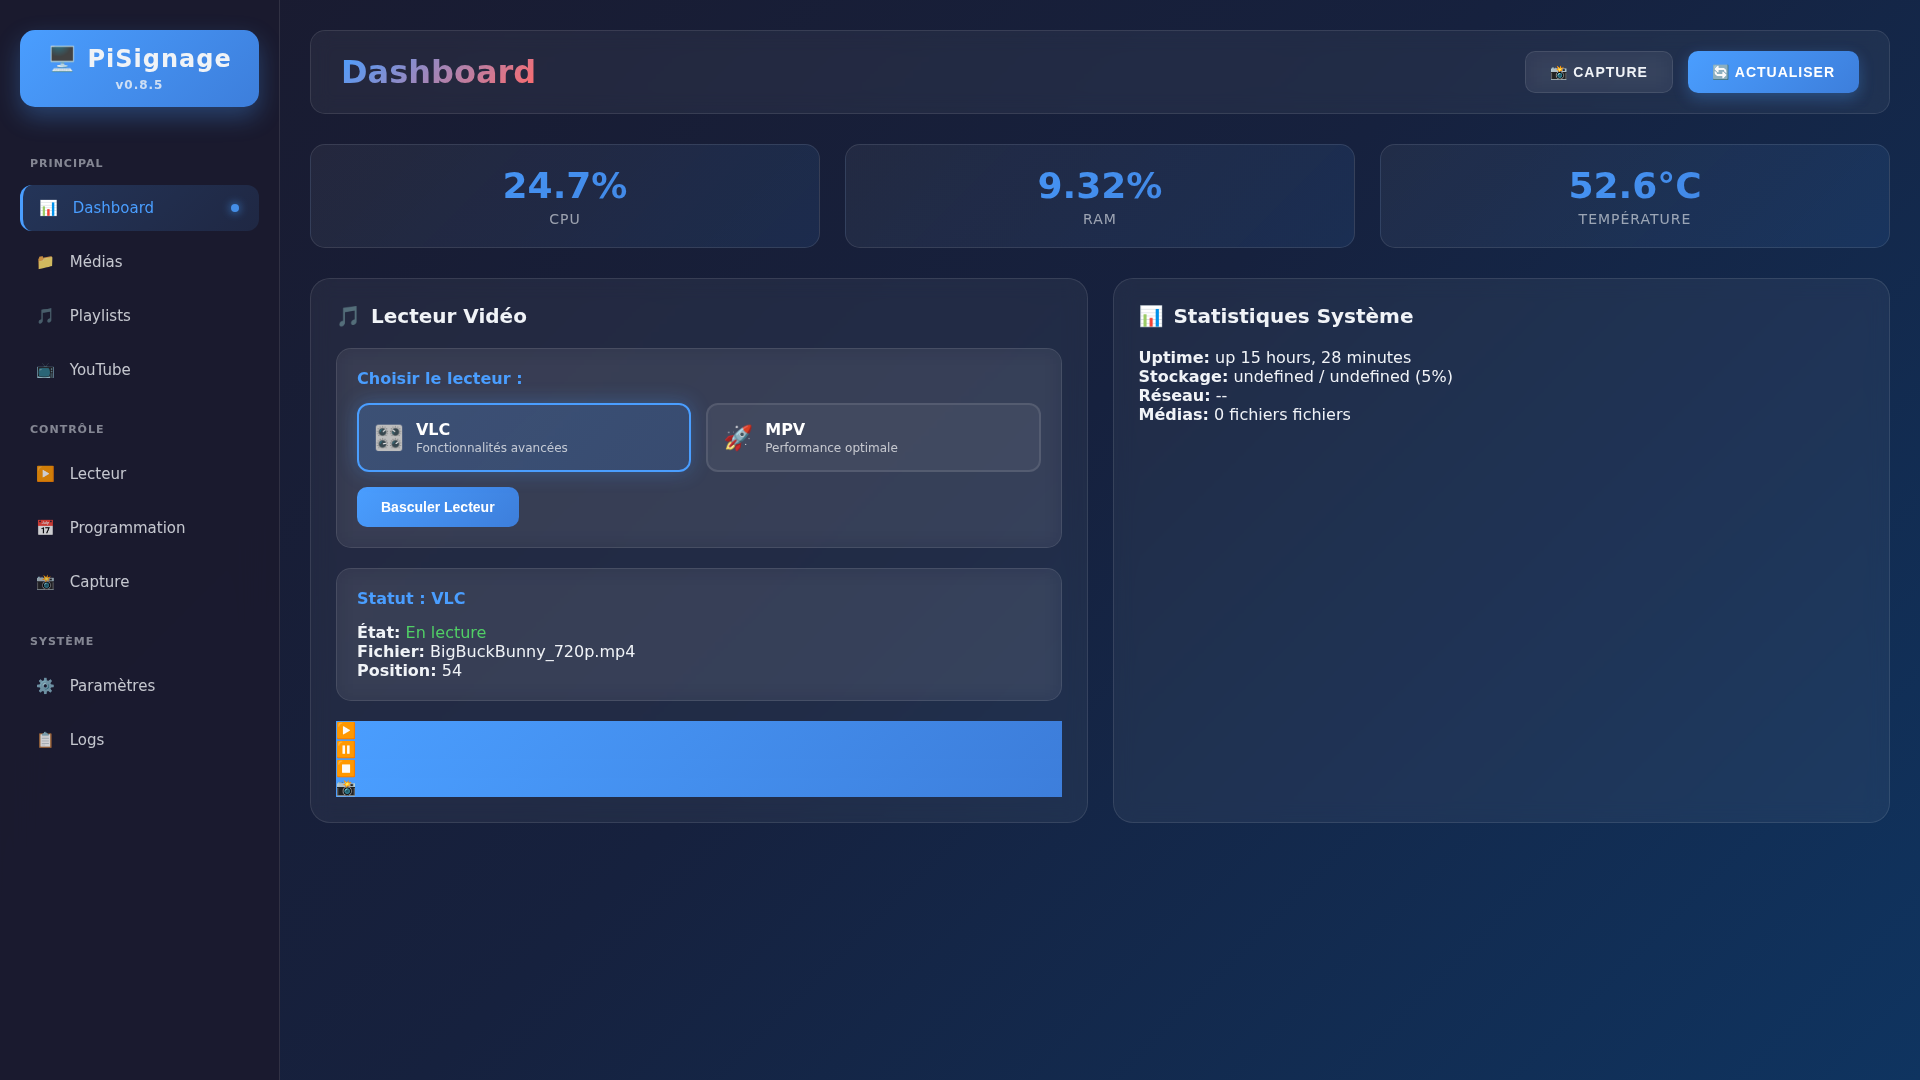 🖥️ PiSignage
v0.8.5
PRINCIPAL
📊 Dashboard
📁 Médias
🎵 Playlists
📺 YouTube
CONTRÔLE
▶️ Lecteur
📅 Programmation
📸 Capture
SYSTÈME
⚙️ Paramètres
📋 Logs
Dashboard
📸 CAPTURE
🔄 ACTUALISER
24.7%
CPU
9.32%
RAM
52.6°C
TEMPÉRATURE
🎵 Lecteur Vidéo
Choisir le lecteur :
🎛️ VLC
Fonctionnalités avancées
🚀 MPV
Performance optimale
Basculer Lecteur
Statut : VLC
État: En lecture
Fichier: BigBuckBunny_720p.mp4
Position: 54
▶️
⏸️
⏹️
📸
📊 Statistiques Système
Uptime: up 15 hours, 28 minutes
Stockage: undefined / undefined (5%)
Réseau: --
Médias: 0 fichiers fichiers